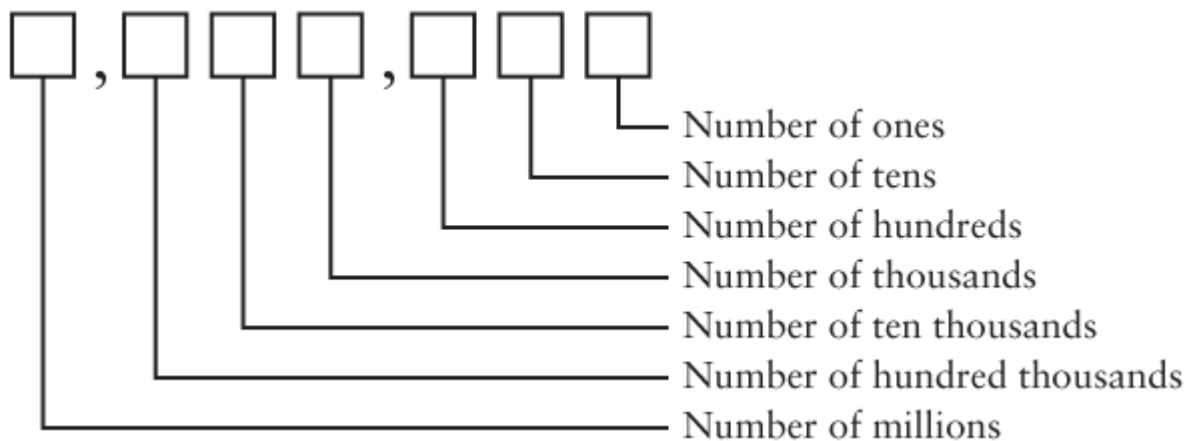 , ,
Number of ones
Number of tens
Number of hundreds
Number of thousands
Number of ten thousands
Number of hundred thousands
Number of millions